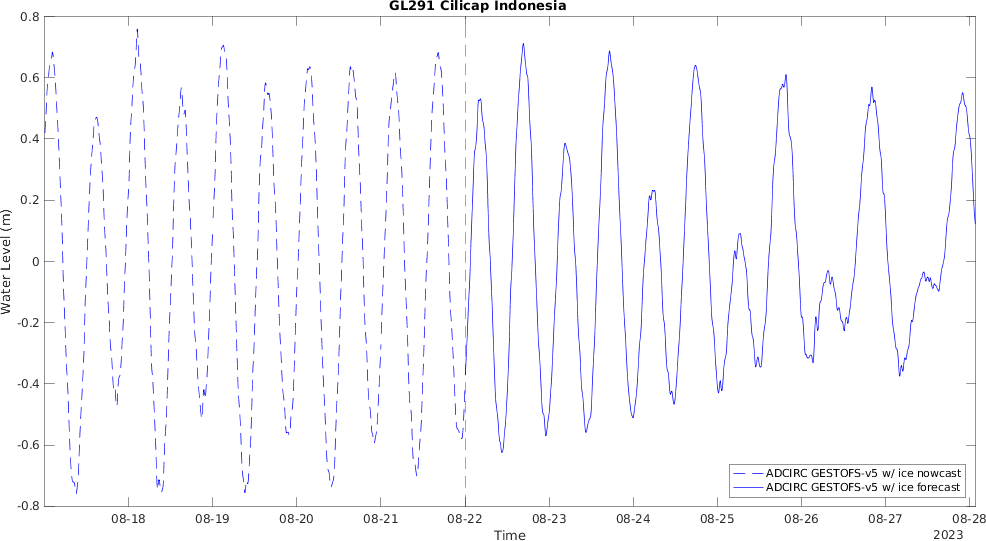 GL291 Cilicap Indonesia
0.8
0.6
0.4
0.2
0
-0.2
-0.4
-0.6
-0.8
Water Level (m)
08-18 08-19 08-20 08-21 08-22 08-23 08-24 08-25 08-26 08-27 08-28
Time
2023
ADCIRC GESTOFS-v5 w/ ice nowcast
ADCIRC GESTOFS-v5 w/ ice forecast